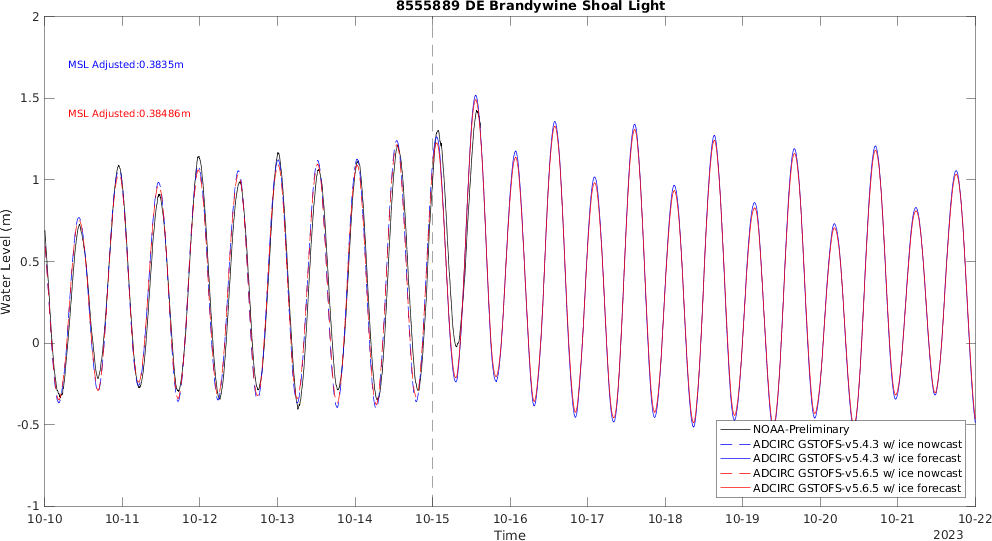 8555889 DE Brandywine Shoal Light
MSL Adjusted:0.3835m
MSL Adjusted:0.38486m
Water Level (m)
2
1.5
1
0.5
0
-0.5
-1
NOAA-Preliminary
ADCIRC GSTOFS-v5.4.3 w/ ice nowcast
ADCIRC GSTOFS-v5.4.3 w/ ice forecast
ADCIRC GSTOFS-v5.6.5 w/ ice nowcast
ADCIRC GSTOFS-v5.6.5 w/ ice forecast
10-10 10-11 10-12 10-13 10-14 10-15 10-16 10-17 10-18 10-19 10-20 10-21 10-22
Time
2023